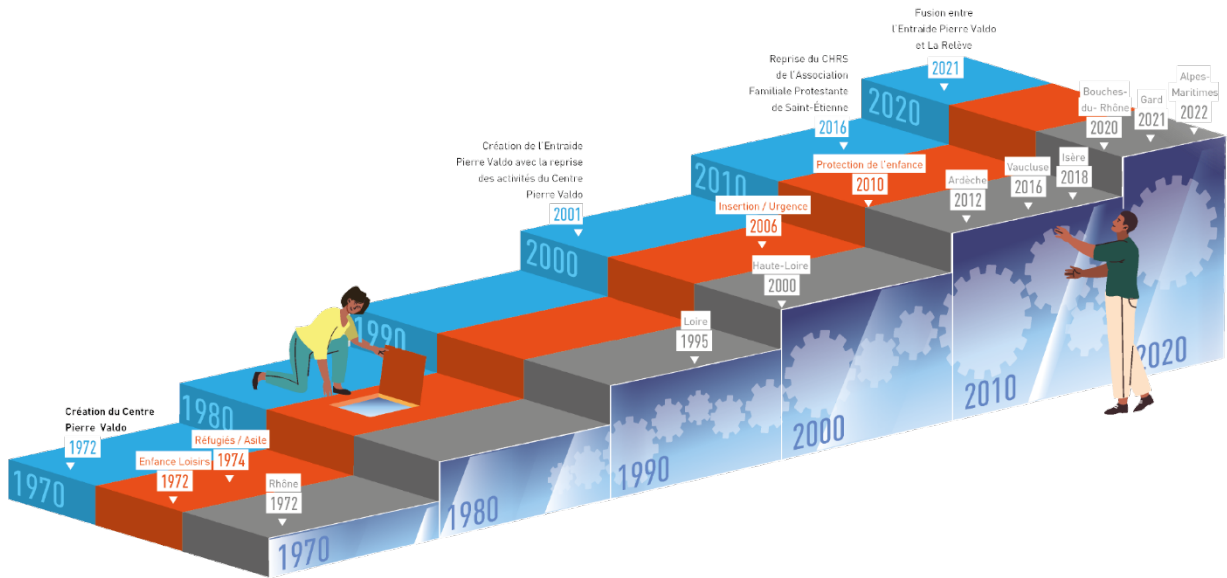 Fusion entre
l'Entraide Pierre Valdo
et La Relève
2021
Reprise du CHRS
de l'Association
Familiale Protestante
de Saint-Étienne
2016
Création de l'Entraide
Pierre Valdo avec la reprise
des activités du Centre
Pierre Valdo
2001
Création du Centre
Pierre Valdo
1972
Enfance Loisirs
1972
Réfugiés / Asile
1974
Insertion / Urgence
2006
Protection de l'enfance
2010
Rhône
1972
Loire
1995
Haute-Loire
2000
Ardèche
2012
Vaucluse
2016
Isère
2018
Bouches-
du- Rhône
2020
Gard
2021
Alpes-
Maritimes
2022
1970
1980
1990
2000
2010
2020
1970
1980
1990
2000
2010
2020